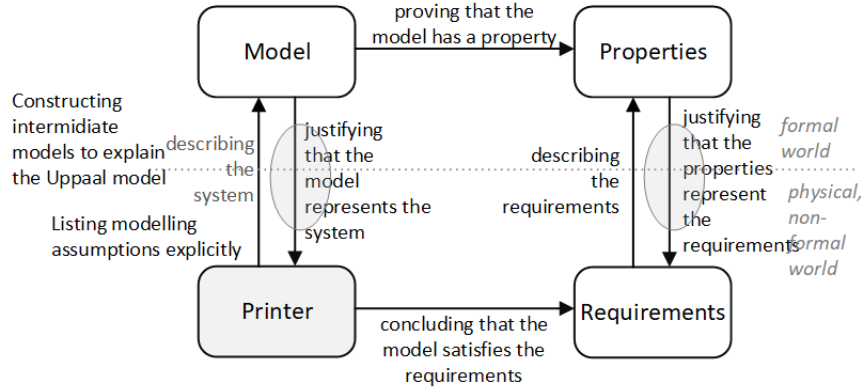 proving that the
model has a property
Model
Properties
Constructing
intermidiate
models to explain
the Uppaal model
describing
the
system
justifying
that the
model
represents the
system
describing
the
requirements
justifying
that the
properties
represent
the
requirements
formal
world
physical,
non-
formal
world
Listing modelling
assumptions explicitly
Printer
Requirements
concluding that the
model satisfies the
requirements